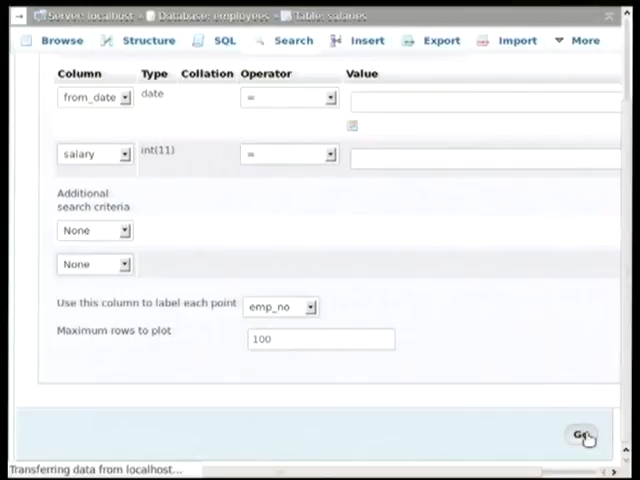 Server: localhost » Database: employees » Table: salaries
Browse Structure SQL Search Insert Export Import More
Column Type Collation Operator Value
from_date date =
salary int(11) =
Additional
search criteria
None
None
Use this column to label each point emp_no
Maximum rows to plot 100
Go
Transferring data from localhost...